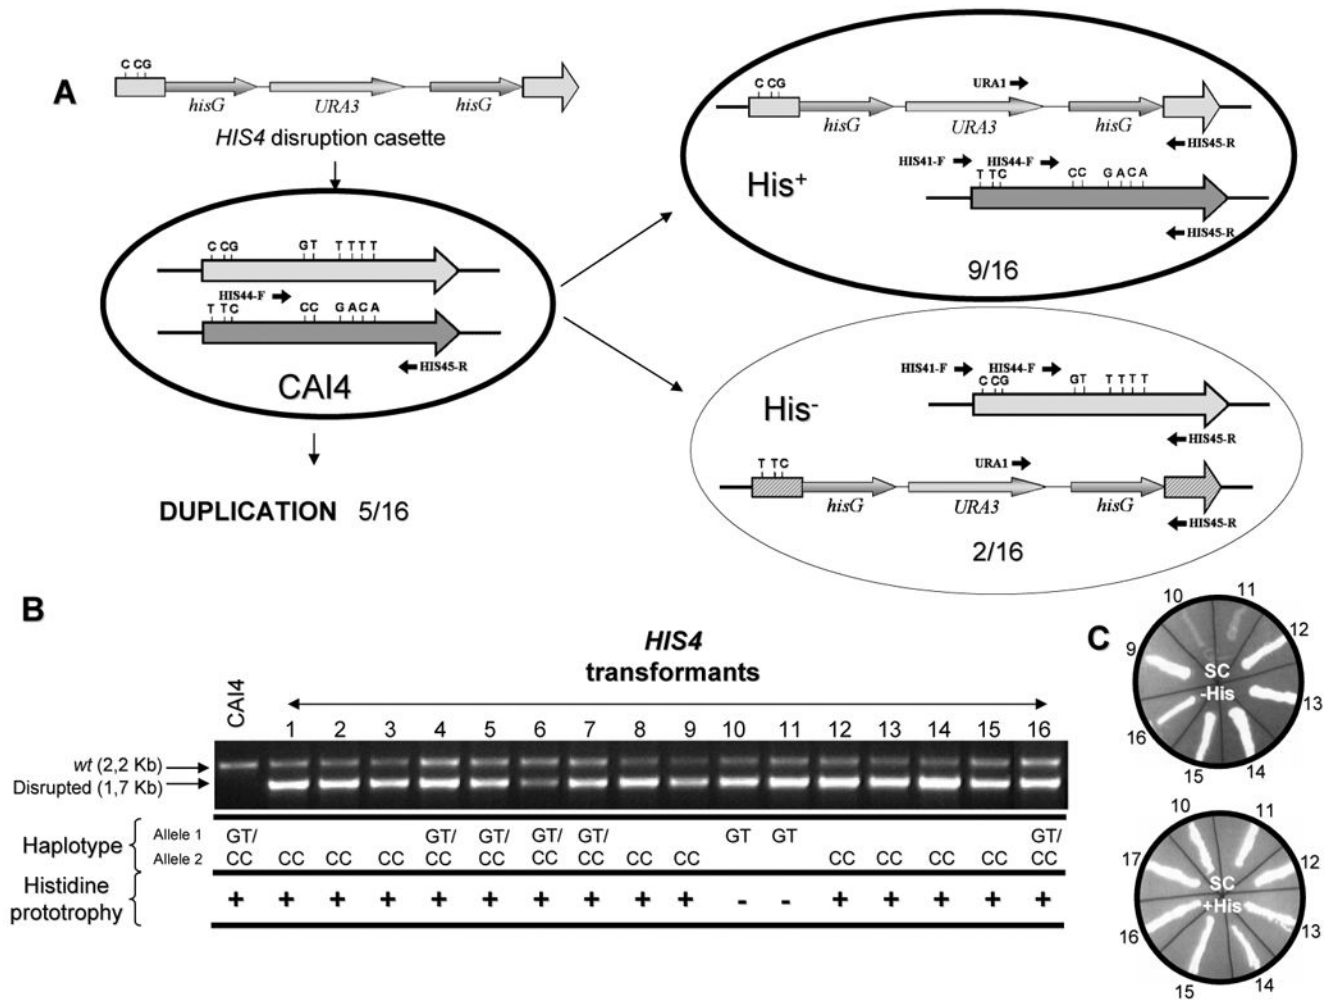 A
C CG
hisG
URA3
hisG
HIS4 disruption casette
C CG GT T T T T
HIS44-F
T TC CC G A C A
HIS45-R
CAI4
DUPLICATION 5/16
C CG
URA1
hisG
URA3
hisG
HIS45-R
HIS41-F HIS44-F
T TC CC G A C A
His+
HIS45-R
9/16
HIS41-F HIS44-F
C CG GT T T T T
His-
HIS45-R
T TC
URA1
hisG
URA3
hisG
HIS45-R
2/16
B
HIS4
transformants
CAI4
1 2 3 4 5 6 7 8 9 10 11 12 13 14 15 16
wt (2,2 Kb)
Disrupted (1,7 Kb)
Haplotype
Allele 1 GT/ GT/ GT/ GT/ GT/ GT GT GT/
Allele 2 CC CC CC CC CC CC CC CC CC CC CC CC CC CC CC
Histidine
prototrophy
+ + + + + + + + + + - - + + + + +
C
10 11
9 12
SC
-His
13
16
15 14
10 11
17 12
SC
+His
16 13
15 14